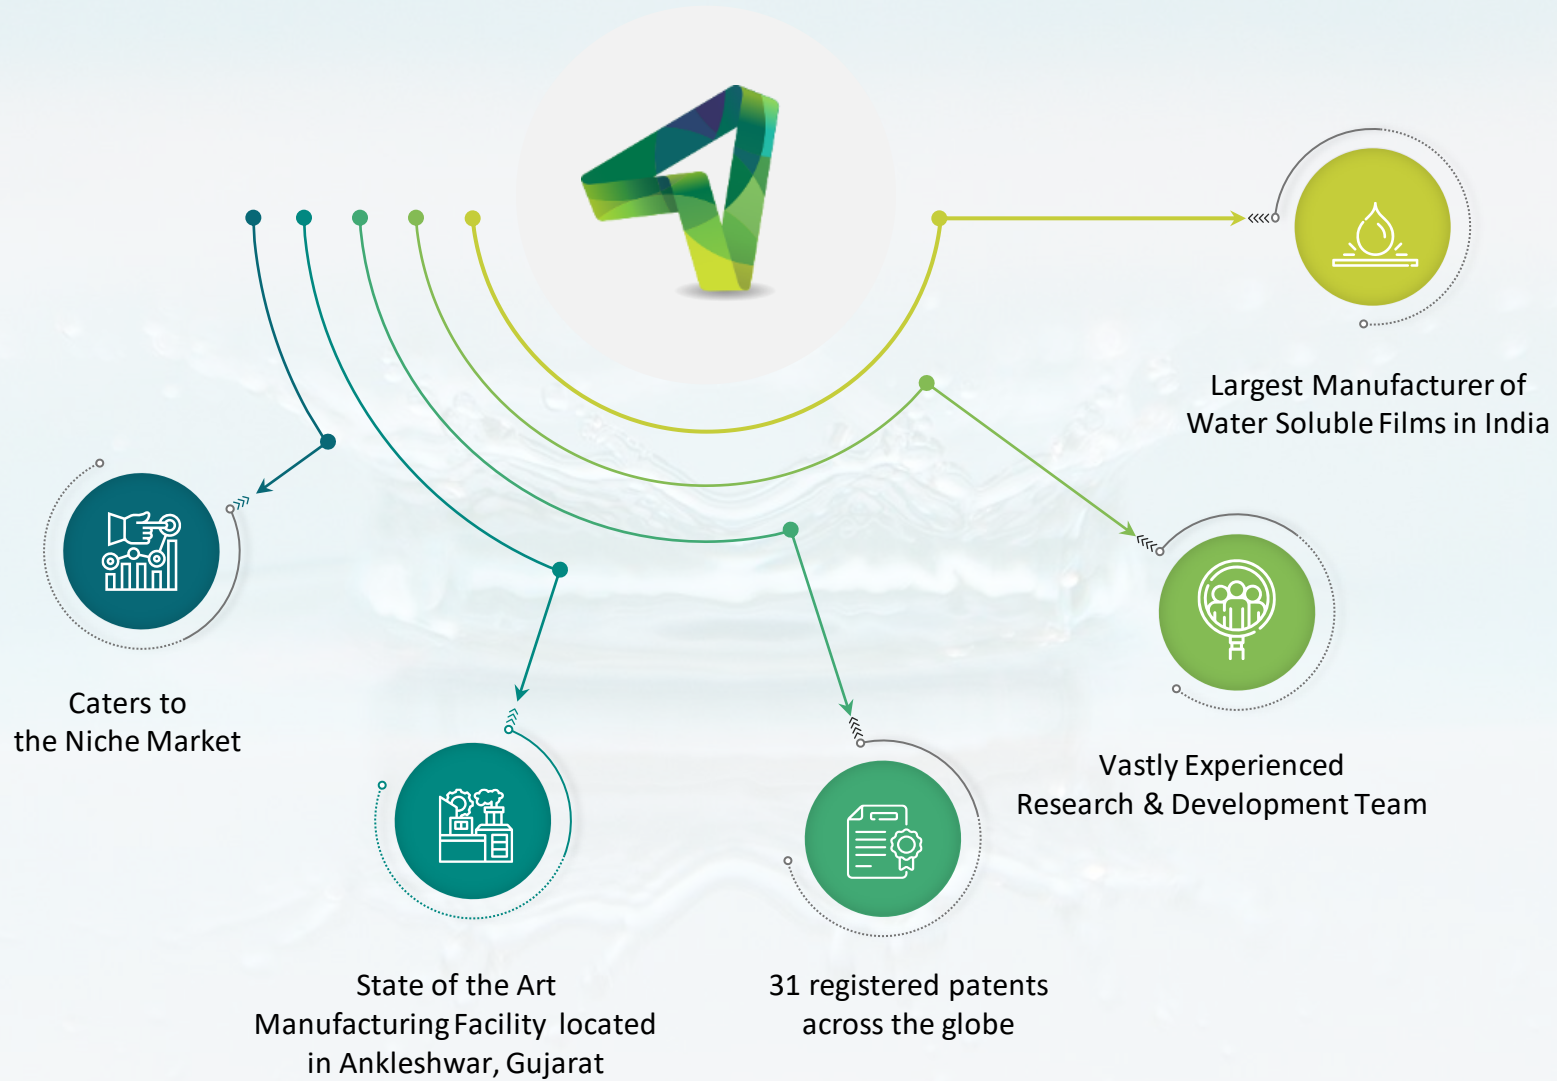 Largest Manufacturer of
Water Soluble Films in India
Caters to
the Niche Market
Vastly Experienced
Research & Development Team
State of the Art
Manufacturing Facility located
in Ankleshwar, Gujarat
31 registered patents
across the globe